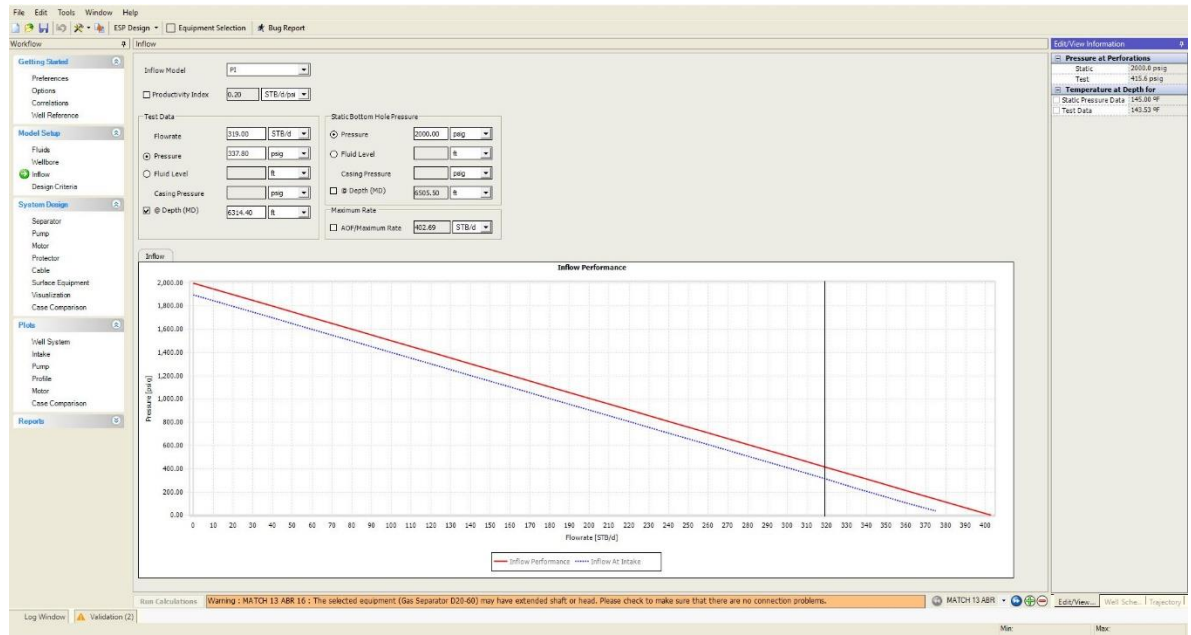 File Edit Tools Window Help
ESP Design Equipment Selection Bug Report
Workflow
Getting Started
Preferences
Options
Correlations
Well Reference
Model Setup
Fluids
Wellbore
Inflow
Design Criteria
System Design
Separator
Pump
Motor
Protector
Cable
Surface Equipment
Visualization
Case Comparison
Plots
Well System
Intake
Pump
Profile
Motor
Case Comparison
Reports
Inflow
Inflow Model PI
Productivity Index 0.20 STB/d/psi
Test Data
Flowrate 319.00 STB/d
Pressure 337.80 psig
Fluid Level ft
Casing Pressure psig
@ Depth (MD) 6314.40 ft
Static Bottom Hole Pressure
Pressure 2000.00 psig
Fluid Level ft
Casing Pressure psig
@ Depth (MD) 6505.50 ft
Maximum Rate
AOF/Maximum Rate 402.69 STB/d
Inflow
Inflow Performance
2,000.00
1,800.00
1,600.00
1,400.00
1,200.00
1,000.00
800.00
600.00
400.00
200.00
0.00
Pressure [psig]
0 10 20 30 40 50 60 70 80 90 100 110 120 130 140 150 160 170 180 190 200 210 220 230 240 250 260 270 280 290 300 310 320 330 340 350 360 370 380 390 400
Flowrate [STB/d]
Inflow Performance Inflow At Intake
Run Calculations Warning : MATCH 13 ABR 16 : The selected equipment (Gas Separator D20-60) may have extended shaft or head. Please check to make sure that there are no connection problems.
MATCH 13 ABR
Edit/View Information
Pressure at Perforations
Static 2000.0 psig
Test 415.6 psig
Temperature at Depth for
Static Pressure Data 145.00 ºF
Test Data 143.53 ºF
Edit/View... Well Sche... Trajectory
Log Window Validation (2)
Min: Max: